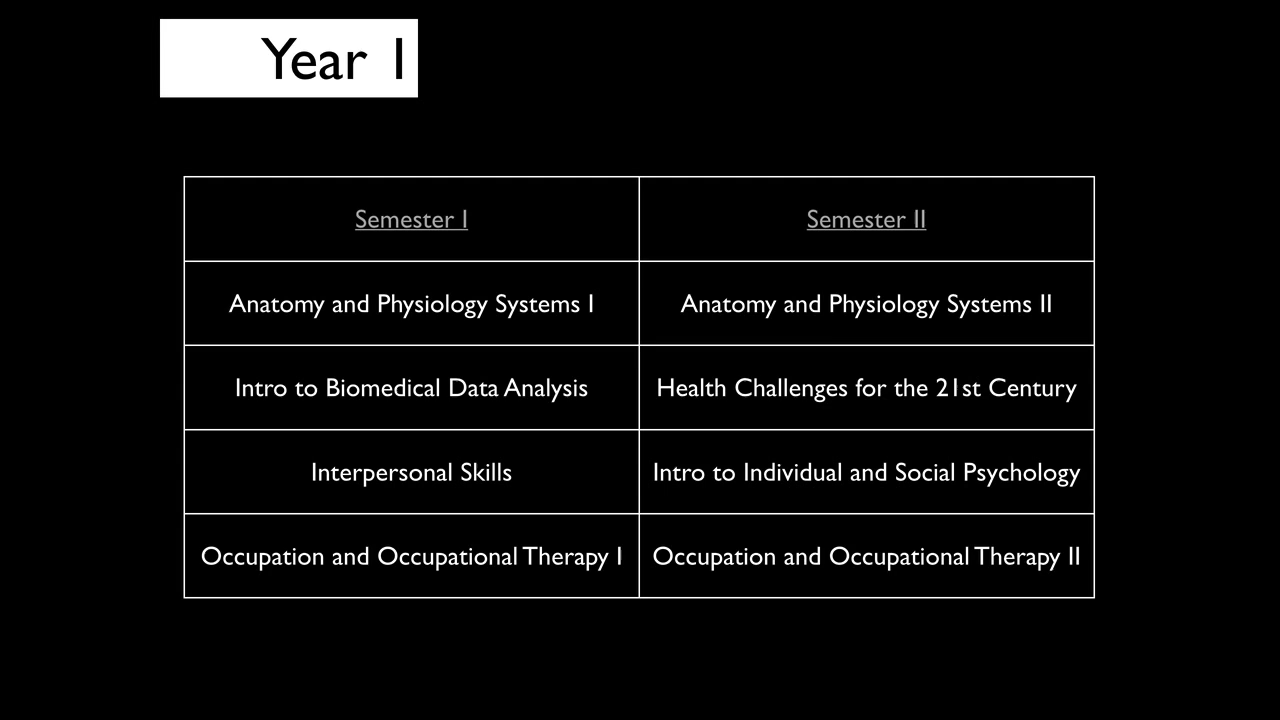 Year 1
Semester I
Semester II
Anatomy and Physiology Systems I
Anatomy and Physiology Systems II
Intro to Biomedical Data Analysis
Health Challenges for the 21st Century
Interpersonal Skills
Intro to Individual and Social Psychology
Occupation and Occupational Therapy I
Occupation and Occupational Therapy II